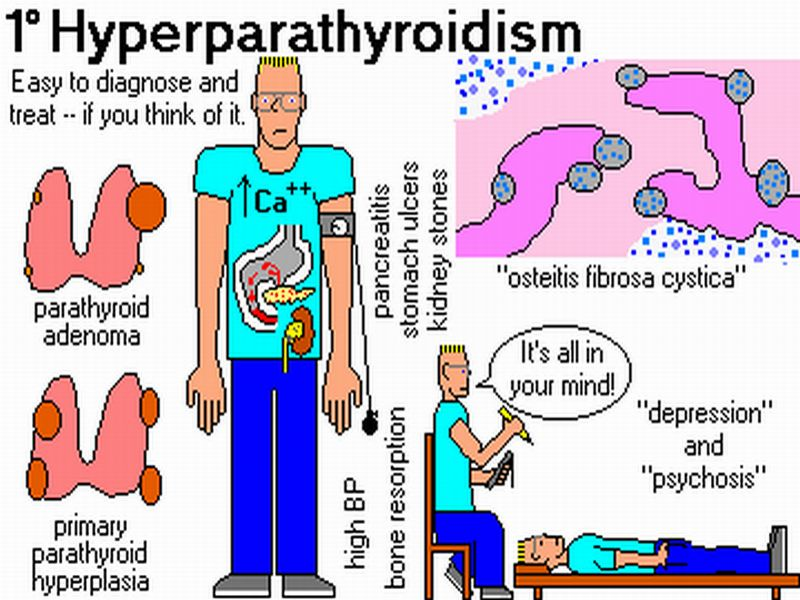 1° Hyperparathyroidism
Easy to diagnose and
treat -- if you think of it.
↑ Ca++
parathyroid
adenoma
primary
parathyroid
hyperplasia
pancreatitis
stomach ulcers
kidney stones
high BP
bone resorption
"osteitis fibrosa cystica"
It's all in
your mind!
"depression"
and
"psychosis"